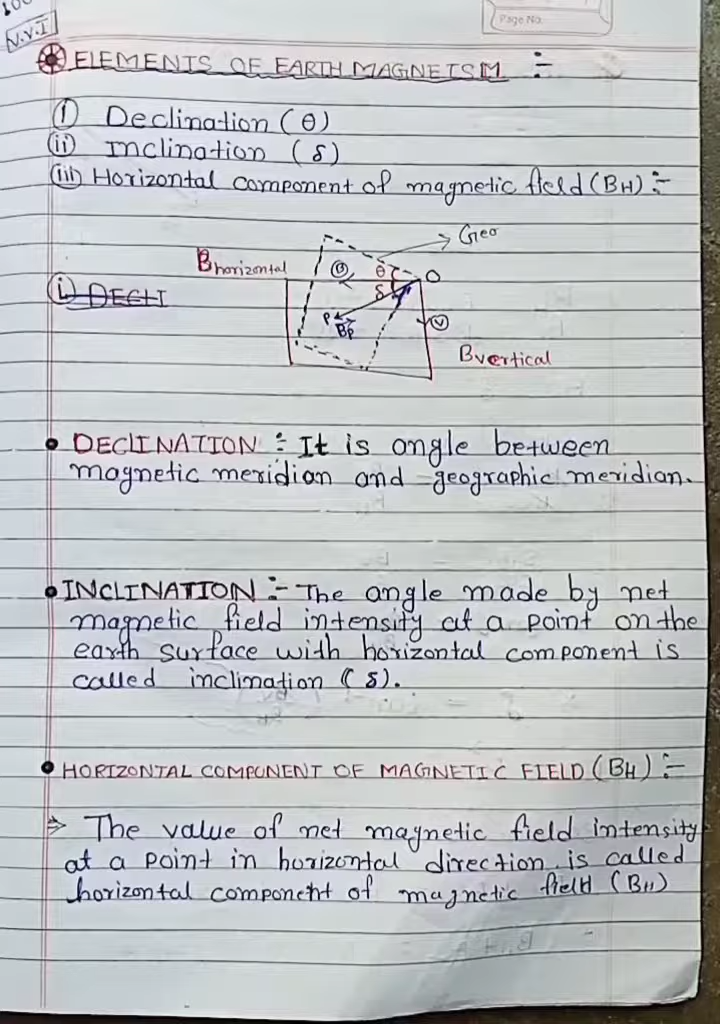 Page No.
N.V.I
ELEMENTS OF EARTH MAGNETISM :-
(i) Declination (θ)
(ii) Inclination (δ)
(iii) Horizontal component of magnetic field (BH) :-
Geo
Bhorizontal
H
θ
O
(i) DECLI
δ
P
Bp
V
Bvertical
• DECLINATION :- It is angle between
magnetic meridian and geographic meridian.
• INCLINATION :- The angle made by net
magnetic field intensity at a point on the
earth surface with horizontal component is
called inclination (δ).
• HORIZONTAL COMPONENT OF MAGNETIC FIELD (BH) :-
⇒ The value of net magnetic field intensity
at a point in horizontal direction is called
horizontal component of magnetic field (BH)